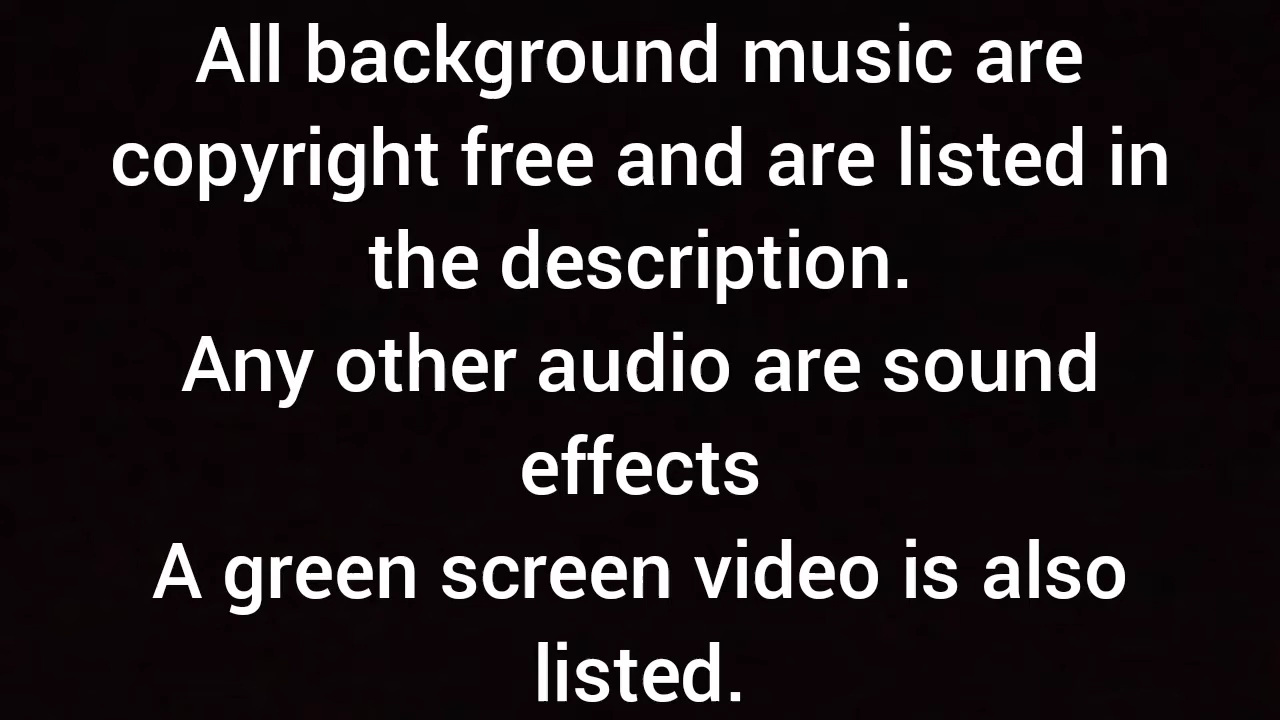 All background music are
copyright free and are listed in
the description.
Any other audio are sound
effects
A green screen video is also
listed.